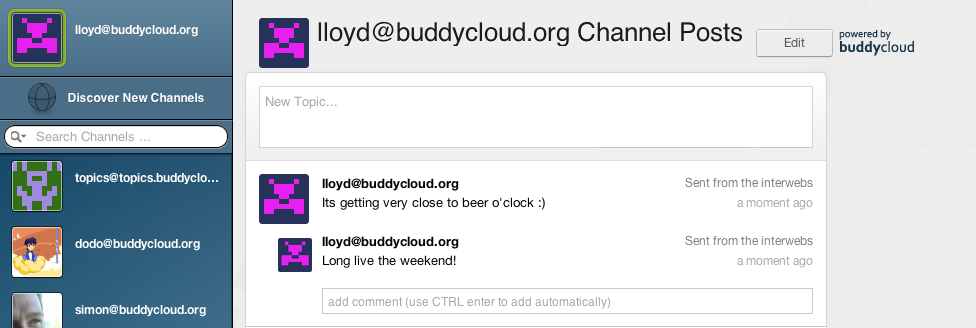 lloyd@buddycloud.org
Discover New Channels
Search Channels ...
topics@topics.buddyclo...
dodo@buddycloud.org
simon@buddycloud.org
lloyd@buddycloud.org Channel Posts
Edit
powered by
buddycloud
New Topic...
lloyd@buddycloud.org
Sent from the interwebs
Its getting very close to beer o'clock :)
a moment ago
lloyd@buddycloud.org
Sent from the interwebs
Long live the weekend!
a moment ago
add comment (use CTRL enter to add automatically)